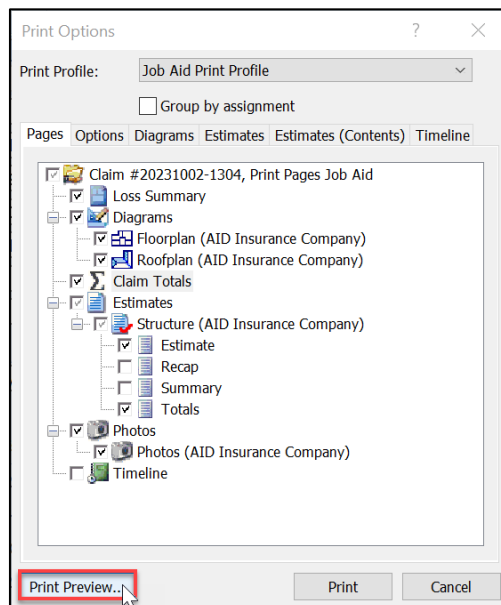 Print Options
Print Profile: Job Aid Print Profile
Group by assignment
Pages Options Diagrams Estimates Estimates (Contents) Timeline
Claim #20231002-1304, Print Pages Job Aid
Loss Summary
Diagrams
Floorplan (AID Insurance Company)
Roofplan (AID Insurance Company)
Claim Totals
Estimates
Structure (AID Insurance Company)
Estimate
Recap
Summary
Totals
Photos
Photos (AID Insurance Company)
Timeline
Print Preview... Print Cancel